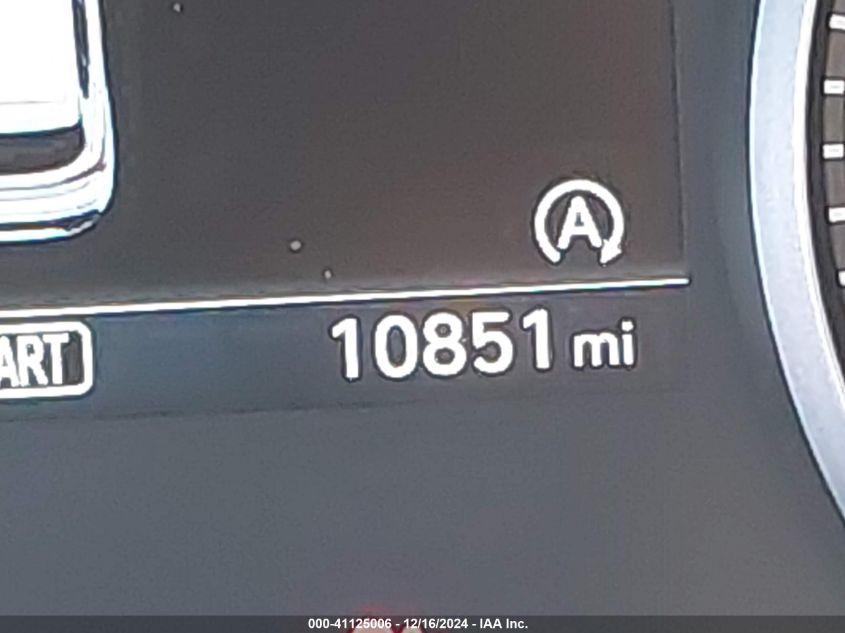 A
ART
10851 mi
000-41125006 - 12/16/2024 - IAA Inc.